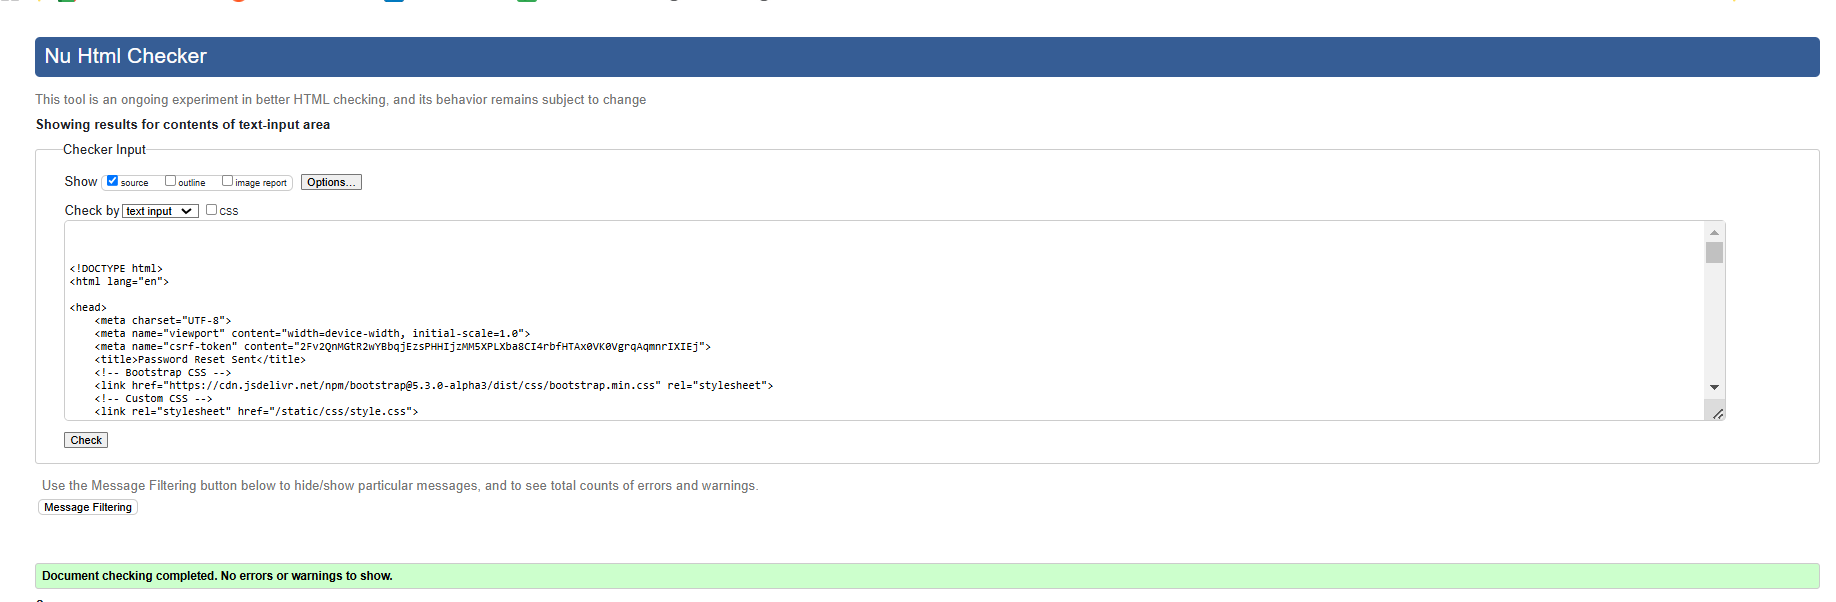 Nu Html Checker
This tool is an ongoing experiment in better HTML checking, and its behavior remains subject to change
Showing results for contents of text-input area
Checker Input
Show source outline image report Options...
Check by text input css
<!DOCTYPE html>
<html lang="en">
<head>
<meta charset="UTF-8">
<meta name="viewport" content="width=device-width, initial-scale=1.0">
<meta name="csrf-token" content="2Fv2QnMGtR2wYBbqjEzsPHHIjzMM5XPLXba8CI4rbfHTAx0VK0VgrqAqmnrIXIEj">
<title>Password Reset Sent</title>
<!-- Bootstrap CSS -->
<link href="https://cdn.jsdelivr.net/npm/bootstrap@5.3.0-alpha3/dist/css/bootstrap.min.css" rel="stylesheet">
<!-- Custom CSS -->
<link rel="stylesheet" href="/static/css/style.css">
Check
Use the Message Filtering button below to hide/show particular messages, and to see total counts of errors and warnings.
Message Filtering
Document checking completed. No errors or warnings to show.